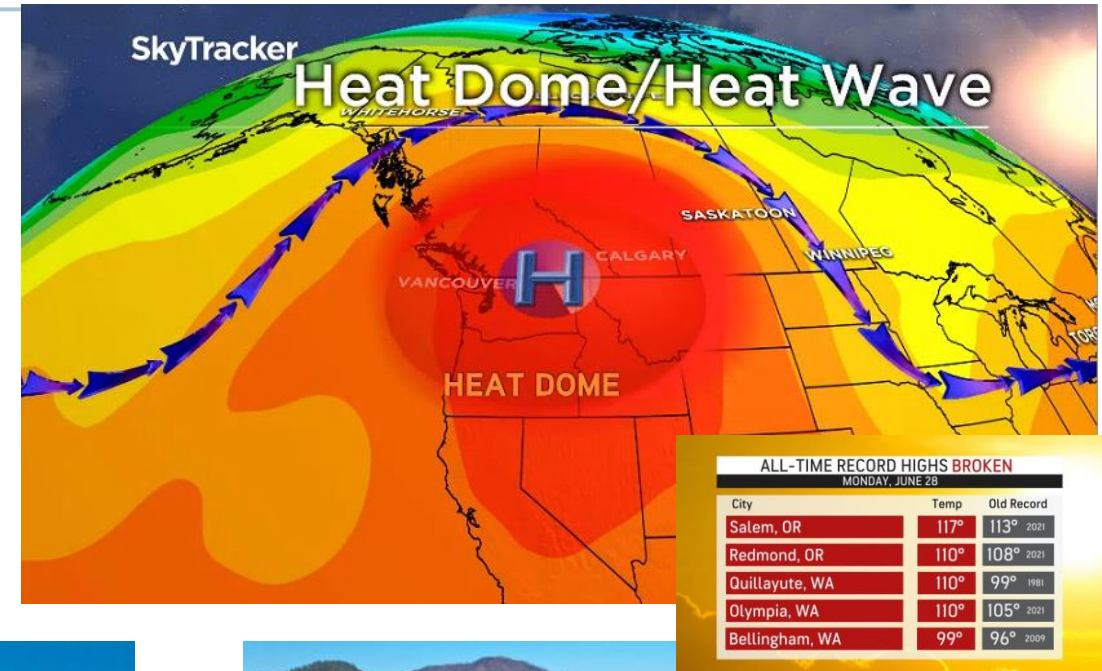 SkyTracker
Heat Dome/Heat Wave
WHITEHORSE
SASKATOON
CALGARY
WINNIPEG
VANCOUVER
H
HEAT DOME
ALL-TIME RECORD HIGHS BROKEN
MONDAY, JUNE 28
City Temp Old Record
Salem, OR 117° 113° 2021
Redmond, OR 110° 108° 2021
Quillayute, WA 110° 99° 1981
Olympia, WA 110° 105° 2021
Bellingham, WA 99° 96° 2009